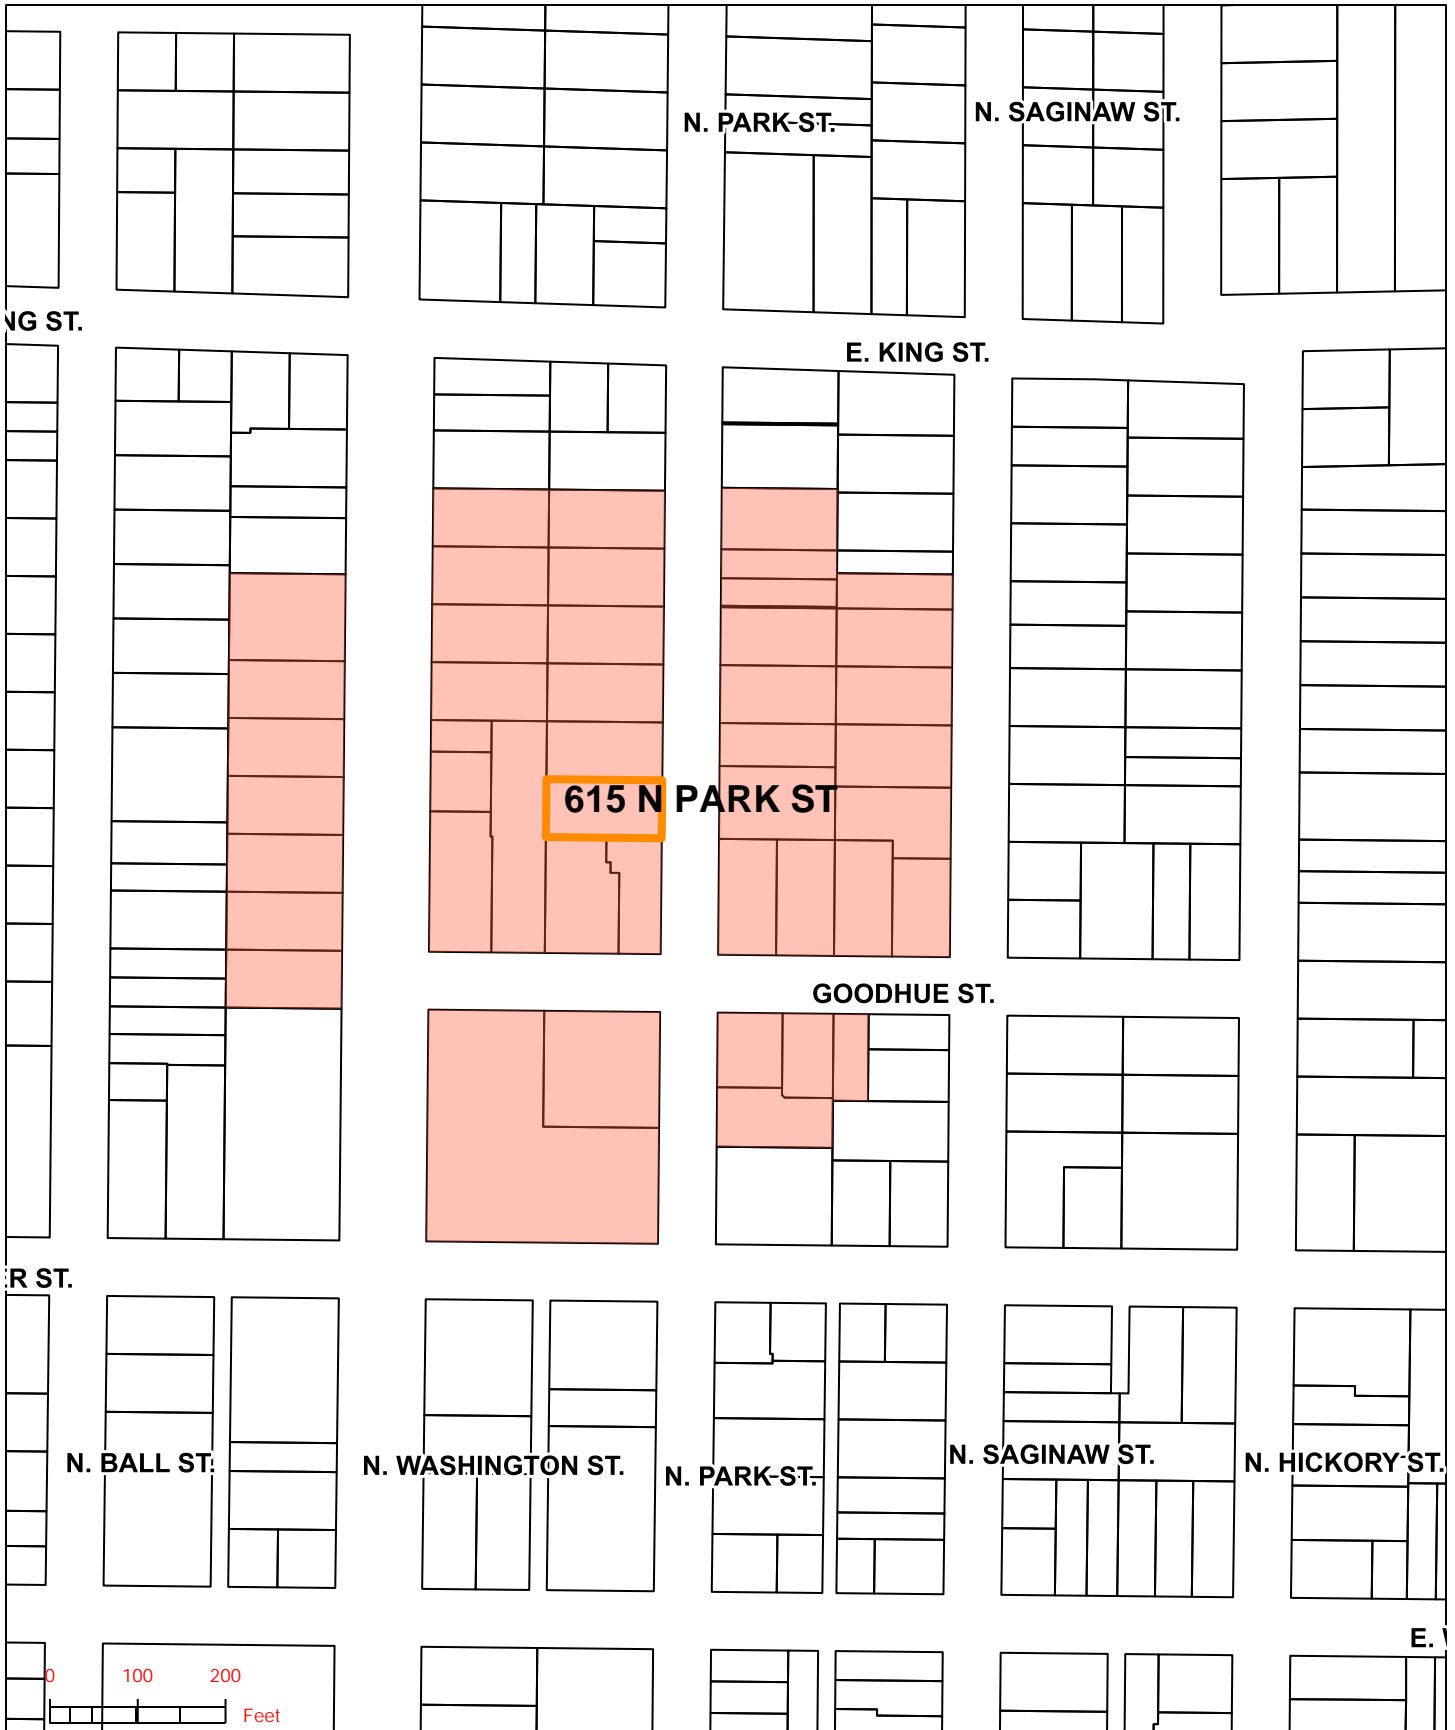 N. PARK ST.
N. SAGINAW ST.
NG ST.
E. KING ST.
615 N PARK ST
GOODHUE ST.
ER ST.
N. BALL ST.
N. WASHINGTON ST.
N. PARK ST.
N. SAGINAW ST.
N. HICKORY ST.
E.
0 100 200
Feet